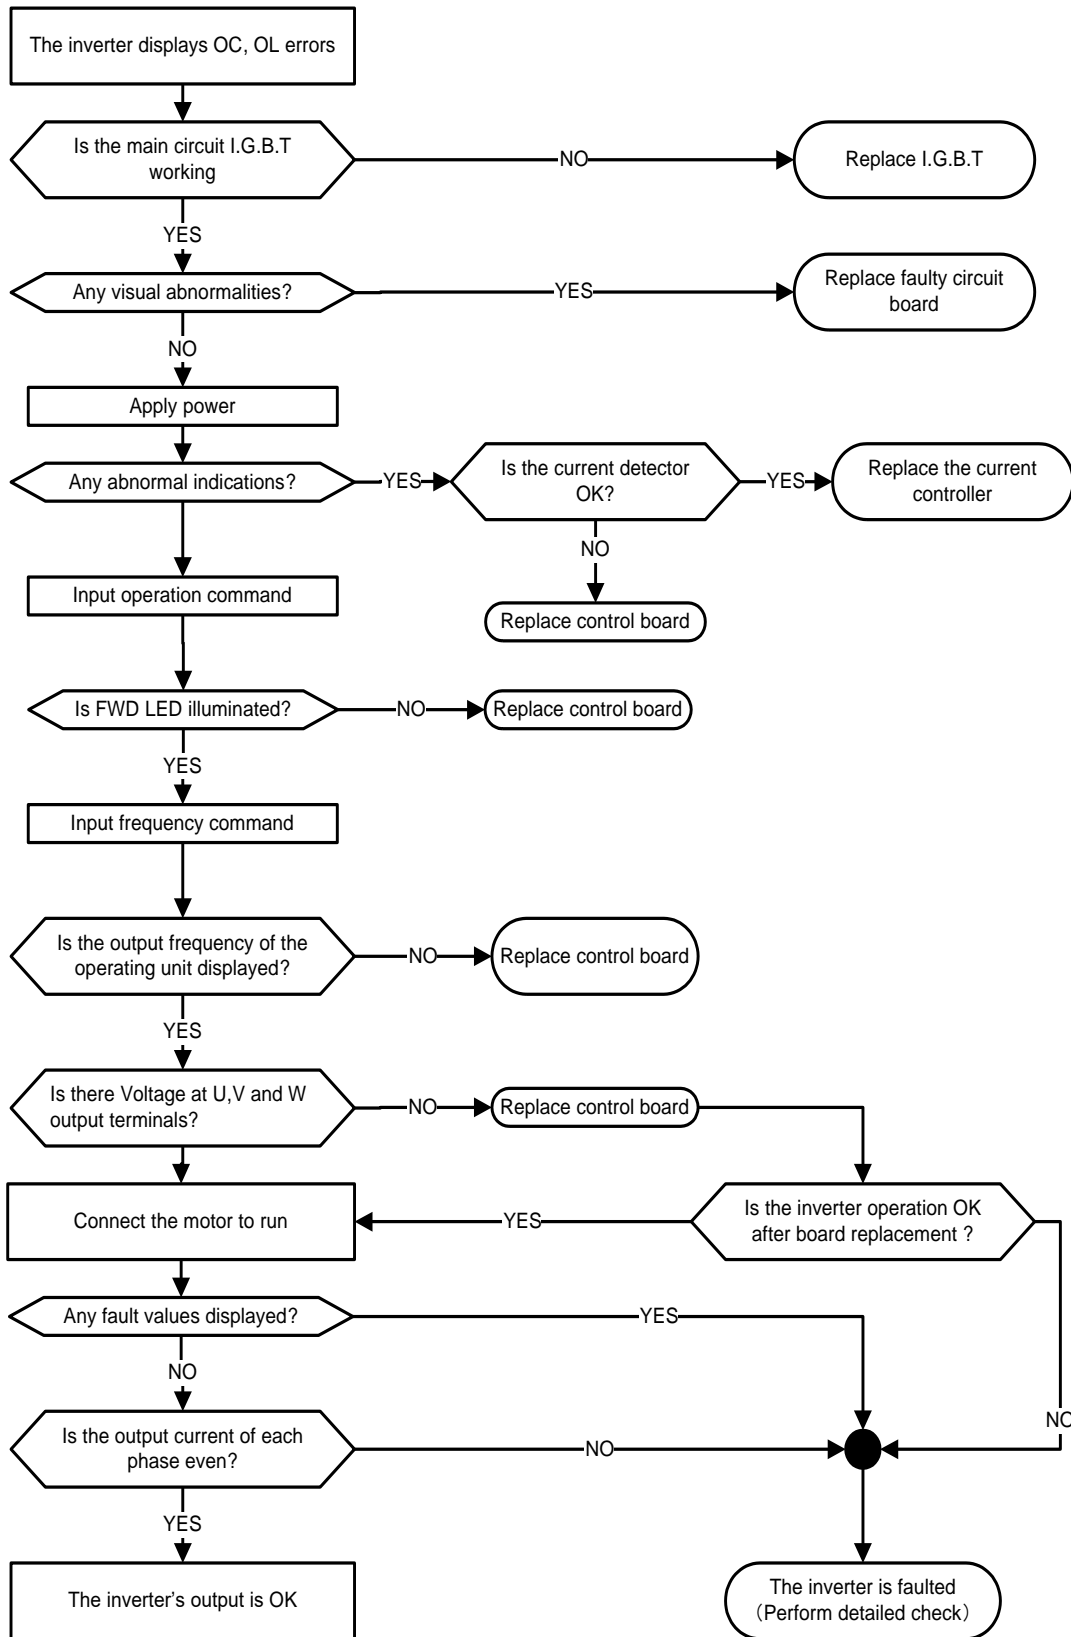 The inverter displays OC, OL errors
Is the main circuit I.G.B.T
working
NO
Replace I.G.B.T
YES
Any visual abnormalities?
YES
Replace faulty circuit
board
NO
Apply power
Any abnormal indications?
YES
Is the current detector
OK?
YES
Replace the current
controller
NO
Input operation command
Replace control board
Is FWD LED illuminated?
NO
Replace control board
YES
Input frequency command
Is the output frequency of the
operating unit displayed?
NO
Replace control board
YES
Is there Voltage at U,V and W
output terminals?
NO
Replace control board
Connect the motor to run
YES
Is the inverter operation OK
after board replacement ?
Any fault values displayed?
YES
NO
NO
Is the output current of each
phase even?
NO
YES
The inverter's output is OK
The inverter is faulted
（Perform detailed check）